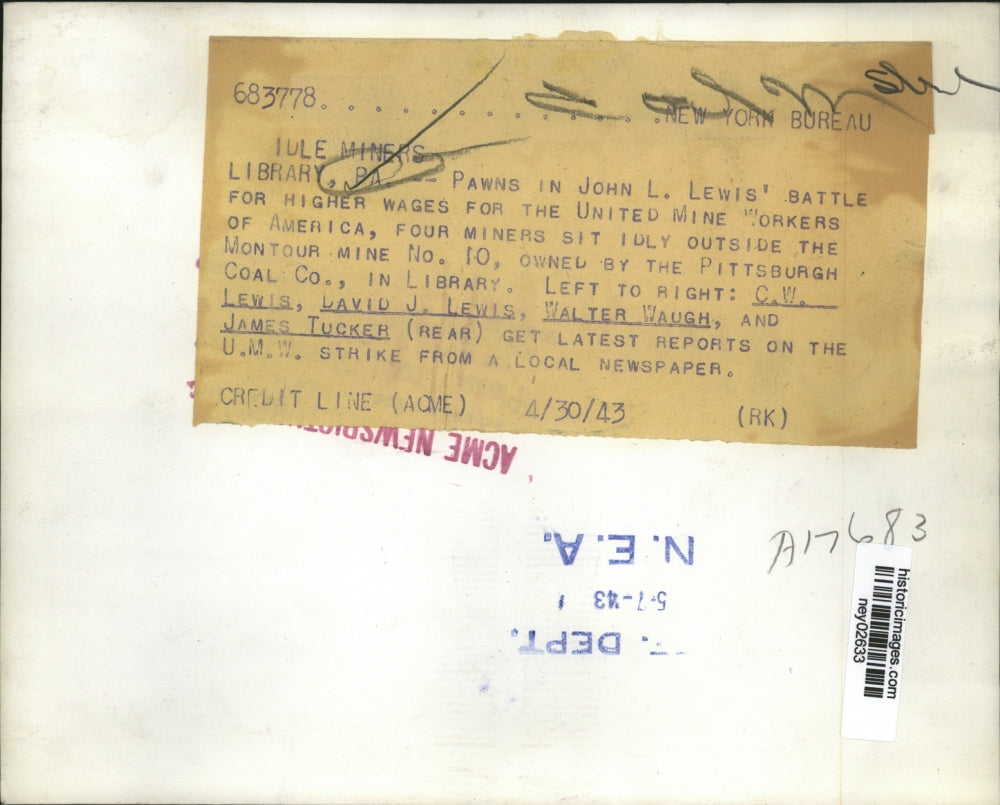 683778. . . . . . . . . . . . . .NEW YORK BUREAU
IDLE MINERS
LIBRARY, PA. -- PAWNS IN JOHN L. LEWIS' BATTLE
FOR HIGHER WAGES FOR THE UNITED MINE WORKERS
OF AMERICA, FOUR MINERS SIT IDLY OUTSIDE THE
MONTOUR MINE NO. 10, OWNED BY THE PITTSBURGH
COAL CO., IN LIBRARY. LEFT TO RIGHT: C.W.
LEWIS, DAVID J. LEWIS, WALTER WAUGH, AND
JAMES TUCKER (REAR) GET LATEST REPORTS ON THE
U.M.W. STRIKE FROM A LOCAL NEWSPAPER.
CREDIT LINE (ACME) 4/30/43 (RK)
ACME
N.E.A.
5-7-43
DEPT.
A17683
historicimages.com
ney02633